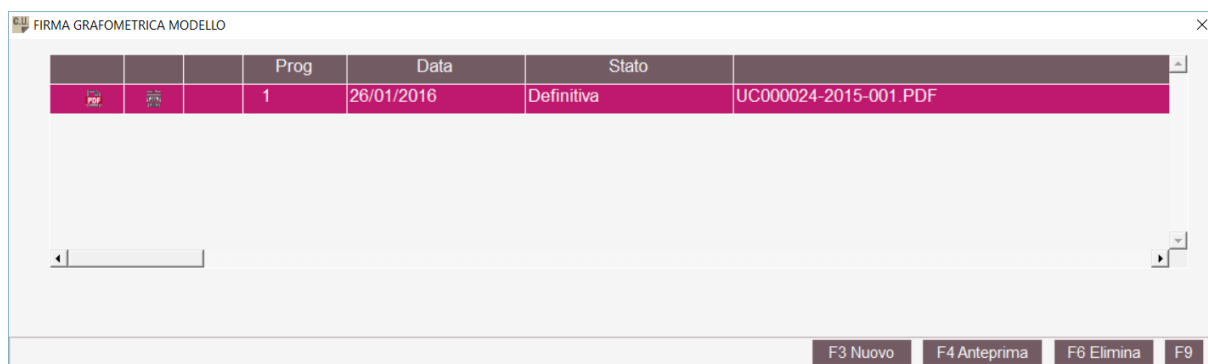 C.U. FIRMA GRAFOMETRICA MODELLO
Prog Data Stato
PDF 1 26/01/2016 Definitiva UC000024-2015-001.PDF
F3 Nuovo F4 Anteprima F6 Elimina F9